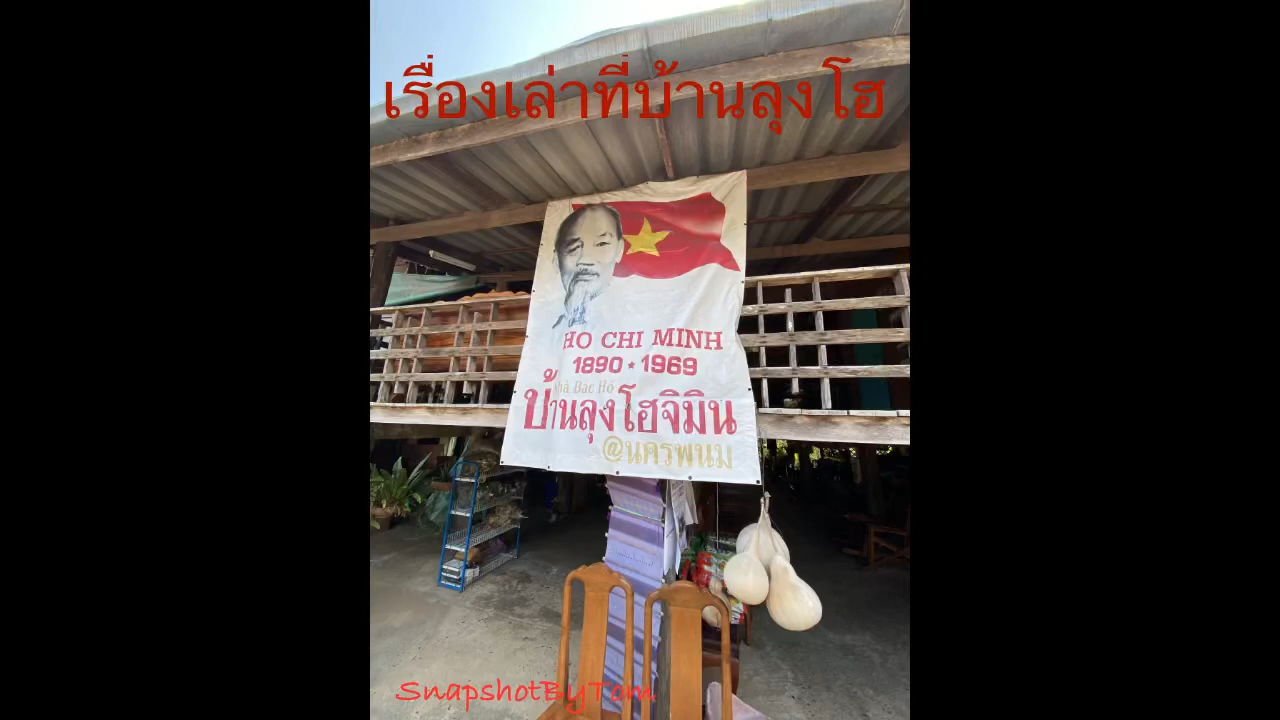 เรื่องเล่าที่บ้านลุงโฮ
HO CHI MINH
1890 ★ 1969
Nhà Bac Hó
บ้านลุงโฮจิมิน
@นครพนม
SnapshotByTom